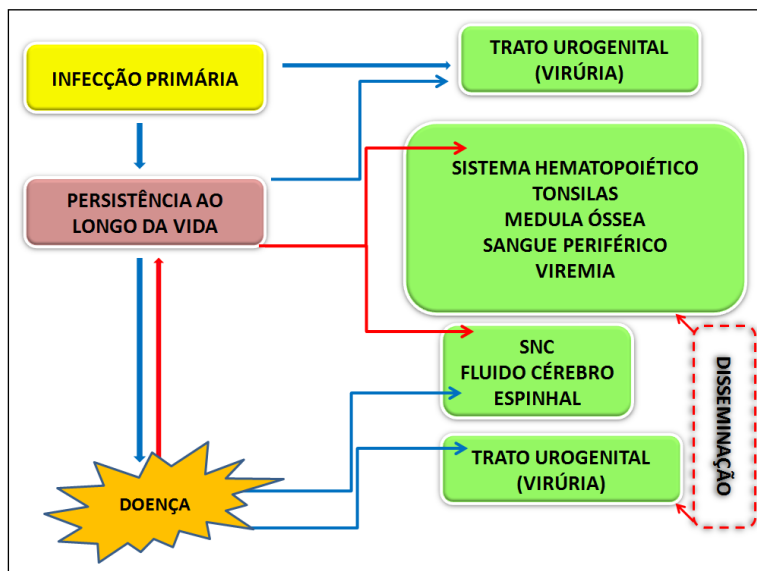 INFECÇÃO PRIMÁRIA
TRATO UROGENITAL
(VIRÚRIA)
PERSISTÊNCIA AO
LONGO DA VIDA
SISTEMA HEMATOPOIÉTICO
TONSILAS
MEDULA ÓSSEA
SANGUE PERIFÉRICO
VIREMIA
SNC
FLUIDO CÉREBRO
ESPINHAL
DISSEMINAÇÃO
DOENÇA
TRATO UROGENITAL
(VIRÚRIA)